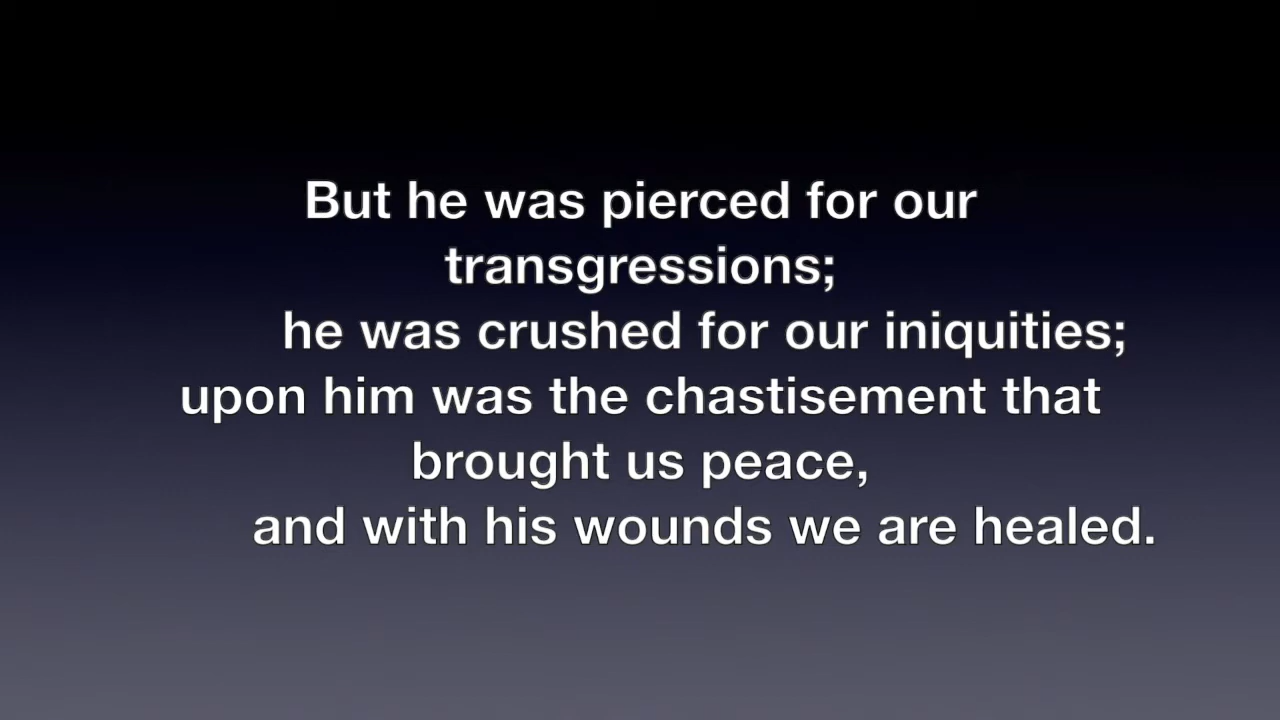 But he was pierced for our
transgressions;
he was crushed for our iniquities;
upon him was the chastisement that
brought us peace,
and with his wounds we are healed.